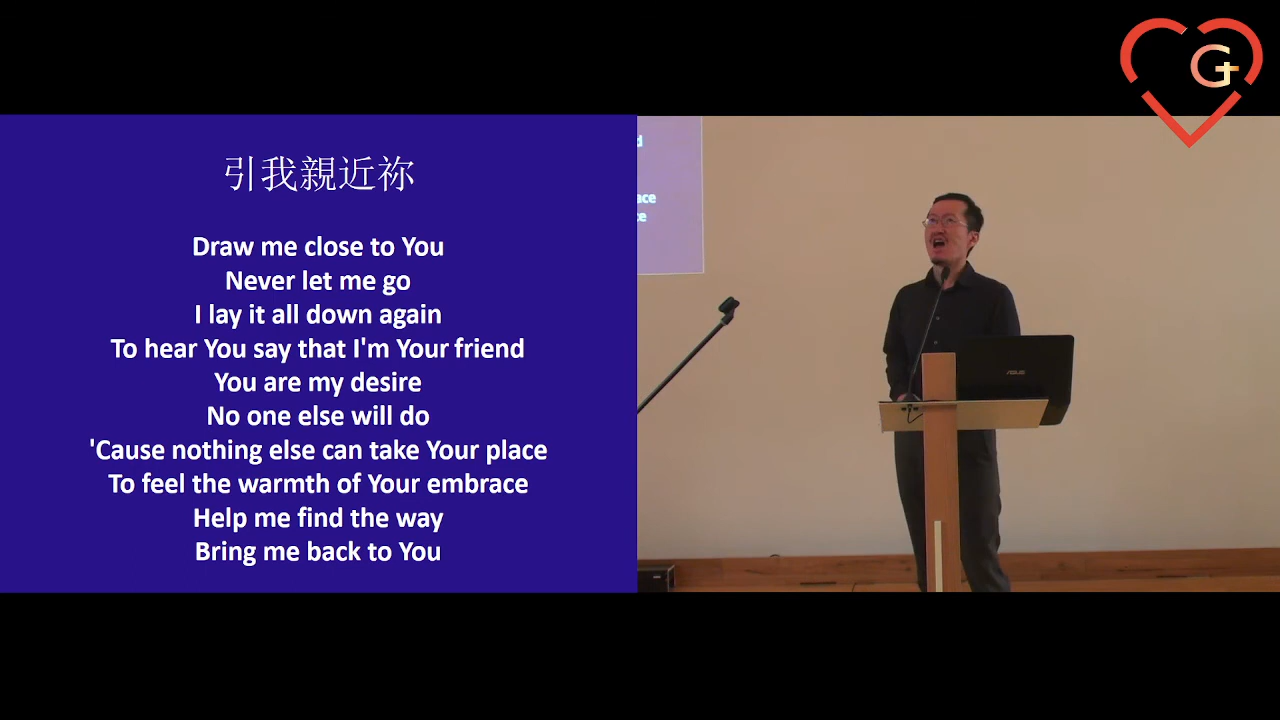 引我親近祢
Draw me close to You
Never let me go
I lay it all down again
To hear You say that I'm Your friend
You are my desire
No one else will do
'Cause nothing else can take Your place
To feel the warmth of Your embrace
Help me find the way
Bring me back to You
G
d
ace
ce
ASUS